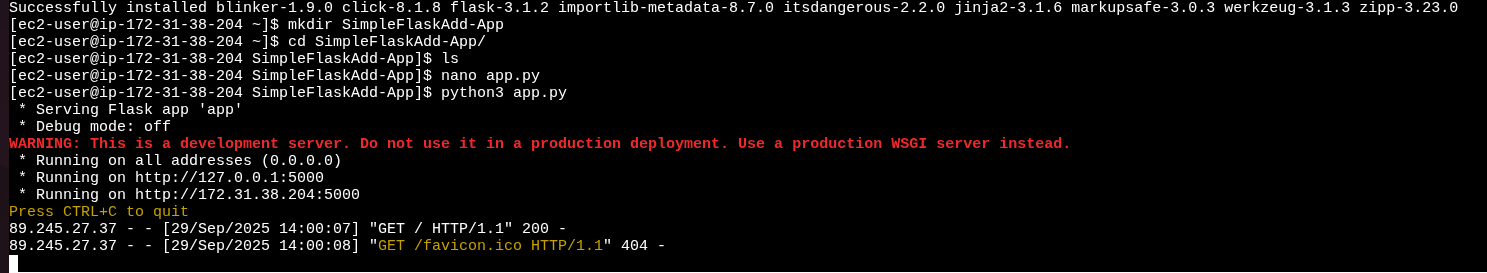 Successfully installed blinker-1.9.0 click-8.1.8 flask-3.1.2 importlib-metadata-8.7.0 itsdangerous-2.2.0 jinja2-3.1.6 markupsafe-3.0.3 werkzeug-3.1.3 zipp-3.23.0
[ec2-user@ip-172-31-38-204 ~]$ mkdir SimpleFlaskAdd-App
[ec2-user@ip-172-31-38-204 ~]$ cd SimpleFlaskAdd-App/
[ec2-user@ip-172-31-38-204 SimpleFlaskAdd-App]$ ls
[ec2-user@ip-172-31-38-204 SimpleFlaskAdd-App]$ nano app.py
[ec2-user@ip-172-31-38-204 SimpleFlaskAdd-App]$ python3 app.py
 * Serving Flask app 'app'
 * Debug mode: off
WARNING: This is a development server. Do not use it in a production deployment. Use a production WSGI server instead.
 * Running on all addresses (0.0.0.0)
 * Running on http://127.0.0.1:5000
 * Running on http://172.31.38.204:5000
Press CTRL+C to quit
89.245.27.37 - - [29/Sep/2025 14:00:07] "GET / HTTP/1.1" 200 -
89.245.27.37 - - [29/Sep/2025 14:00:08] "GET /favicon.ico HTTP/1.1" 404 -